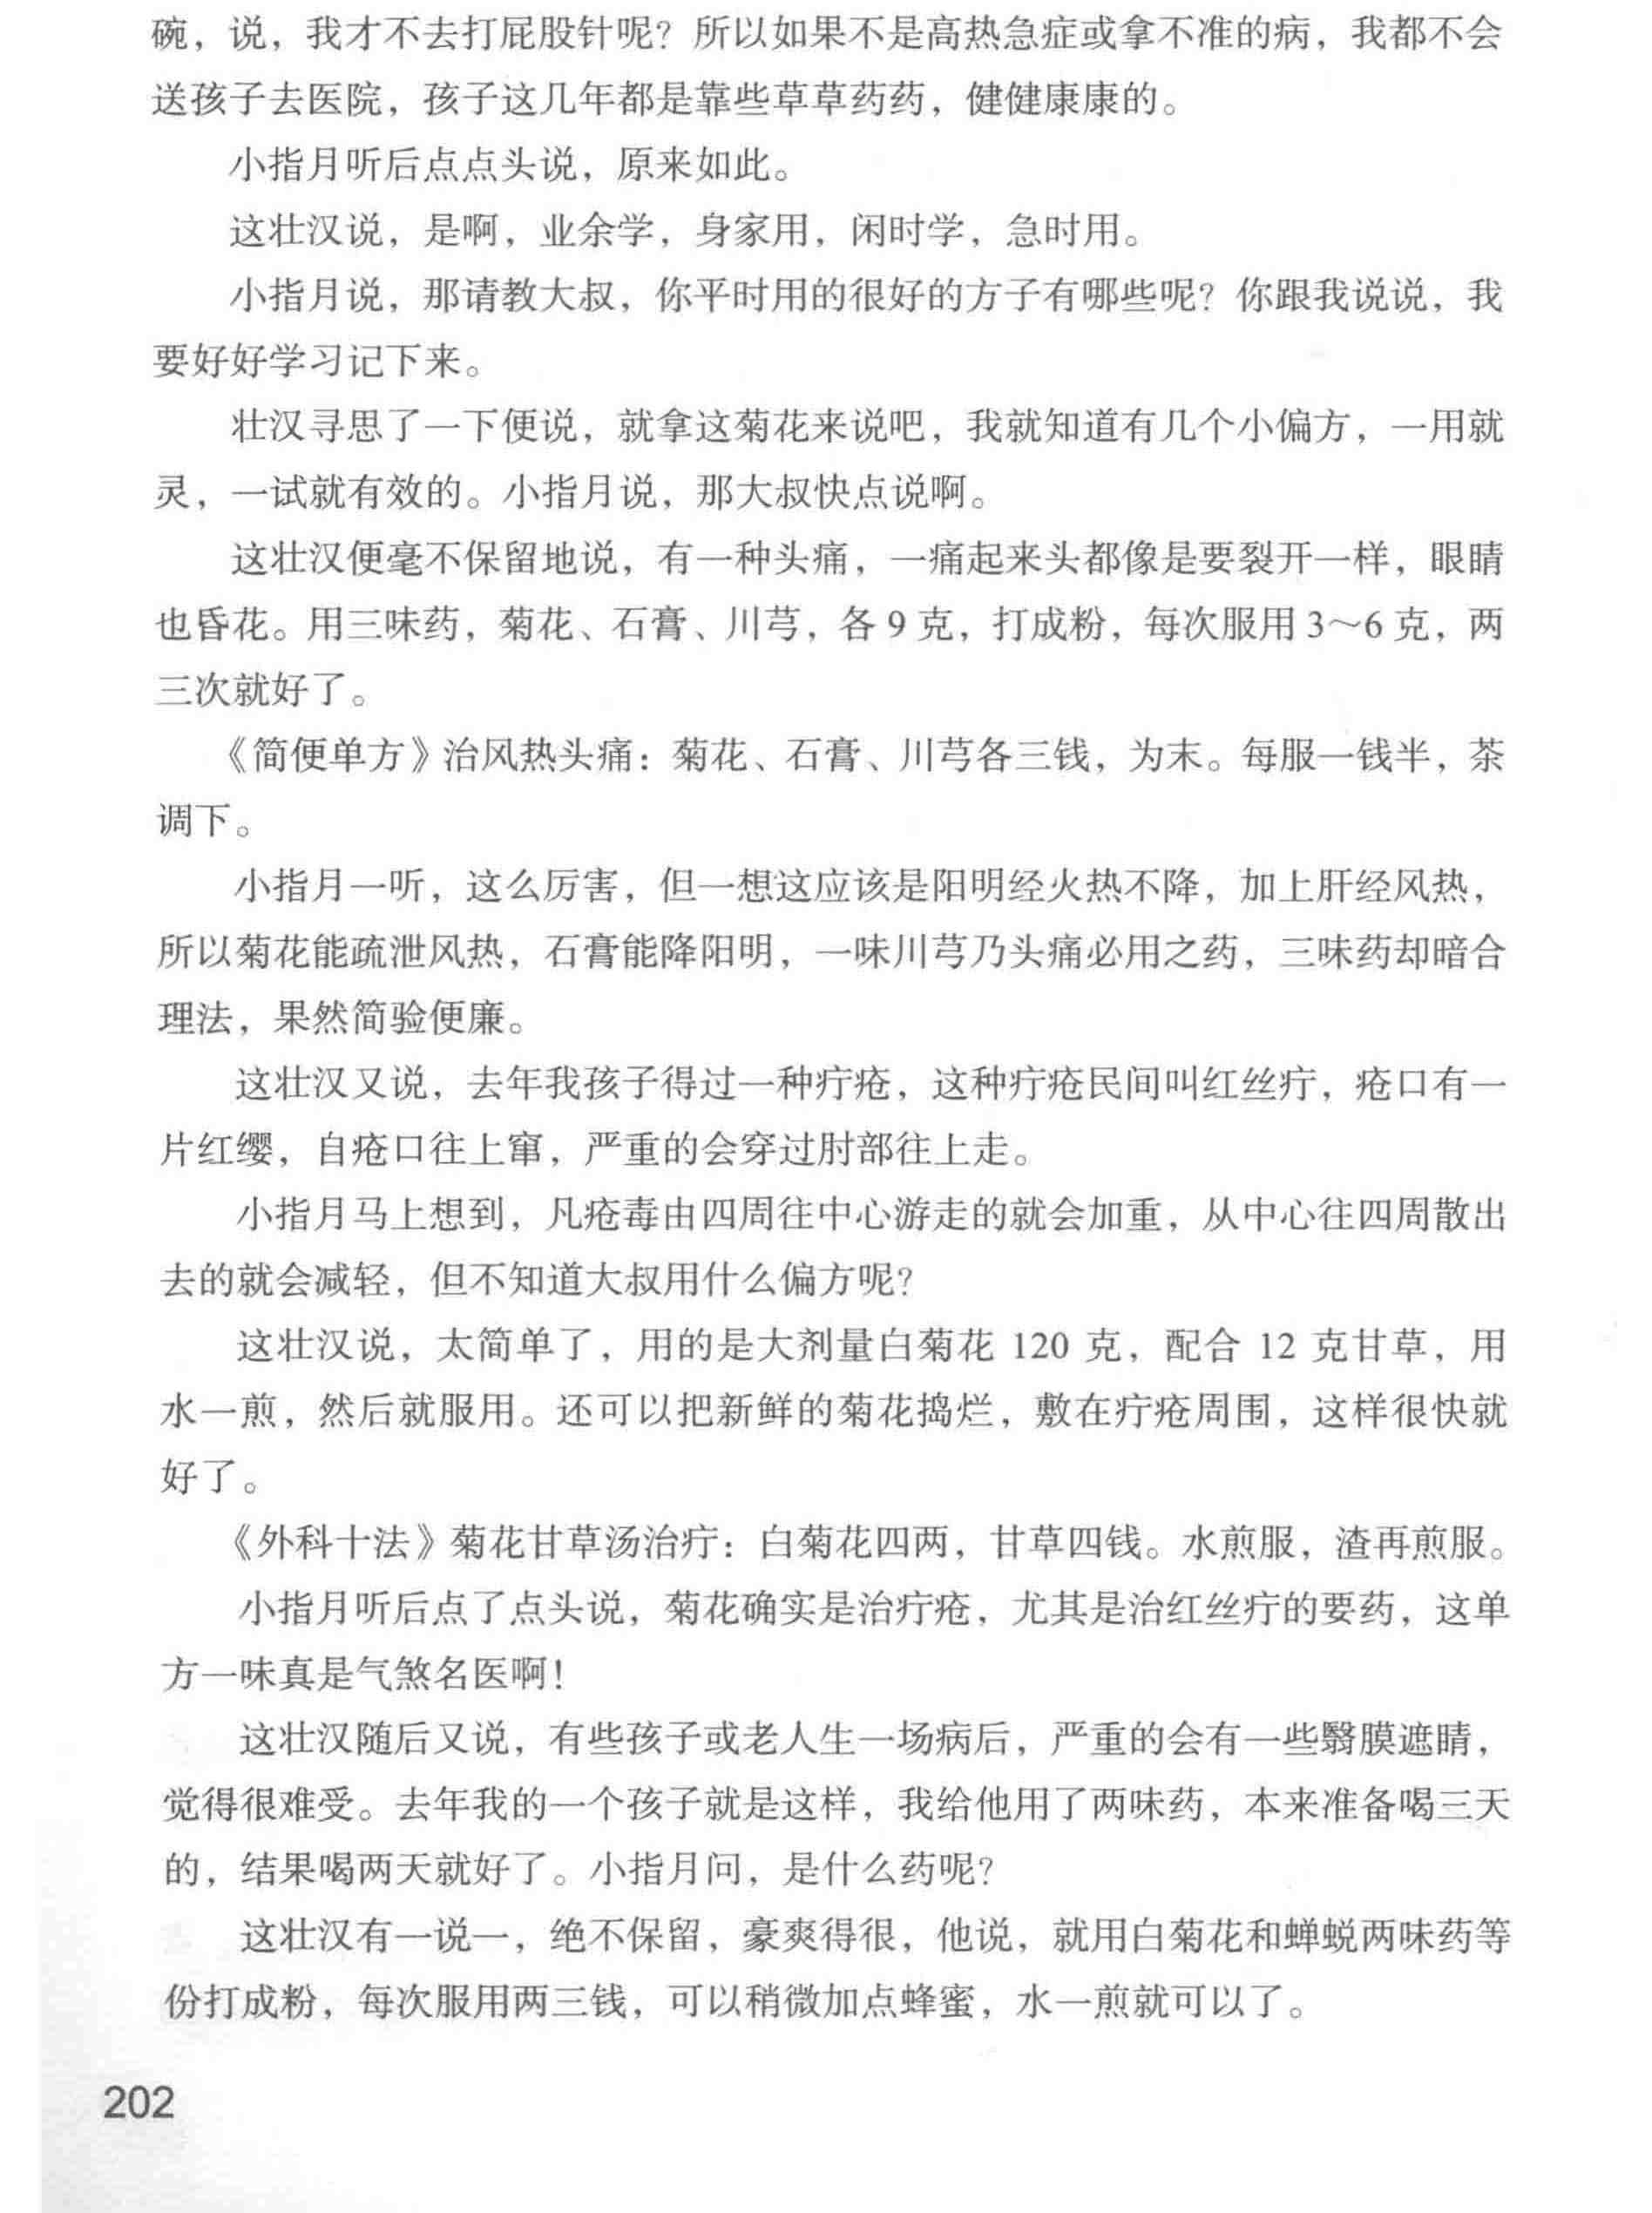 碗，说，我才不去打屁股针呢？所以如果不是高热急症或拿不准的病，我都不会
送孩子去医院，孩子这几年都是靠些草草药药，健健康康的。
小指月听后点点头说，原来如此。
这壮汉说，是啊，业余学，身家用，闲时学，急时用。
小指月说，那请教大叔，你平时用的很好的方子有哪些呢？你跟我说说，我
要好好学习记下来。
壮汉寻思了一下便说，就拿这菊花来说吧，我就知道有几个小偏方，一用就
灵，一试就有效的。小指月说，那大叔快点说啊。
这壮汉便毫不保留地说，有一种头痛，一痛起来头都像是要裂开一样，眼睛
也昏花。用三味药，菊花、石膏、川芎，各 9 克，打成粉，每次服用 3～6 克，两
三次就好了。
《简便单方》治风热头痛：菊花、石膏、川芎各三钱，为末。每服一钱半，茶
调下。
小指月一听，这么厉害，但一想这应该是阳明经火热不降，加上肝经风热，
所以菊花能疏泄风热，石膏能降阳明，一味川芎乃头痛必用之药，三味药却暗合
理法，果然简验便廉。
这壮汉又说，去年我孩子得过一种疔疮，这种疔疮民间叫红丝疔，疮口有一
片红缨，自疮口往上窜，严重的会穿过肘部往上走。
小指月马上想到，凡疮毒由四周往中心游走的就会加重，从中心往四周散出
去的就会减轻，但不知道大叔用什么偏方呢？
这壮汉说，太简单了，用的是大剂量白菊花 120 克，配合 12 克甘草，用
水一煎，然后就服用。还可以把新鲜的菊花捣烂，敷在疔疮周围，这样很快就
好了。
《外科十法》菊花甘草汤治疔：白菊花四两，甘草四钱。水煎服，渣再煎服。
小指月听后点了点头说，菊花确实是治疔疮，尤其是治红丝疔的要药，这单
方一味真是气煞名医啊！
这壮汉随后又说，有些孩子或老人生一场病后，严重的会有一些翳膜遮睛，
觉得很难受。去年我的一个孩子就是这样，我给他用了两味药，本来准备喝三天
的，结果喝两天就好了。小指月问，是什么药呢？
这壮汉有一说一，绝不保留，豪爽得很，他说，就用白菊花和蝉蜕两味药等
份打成粉，每次服用两三钱，可以稍微加点蜂蜜，水一煎就可以了。
202